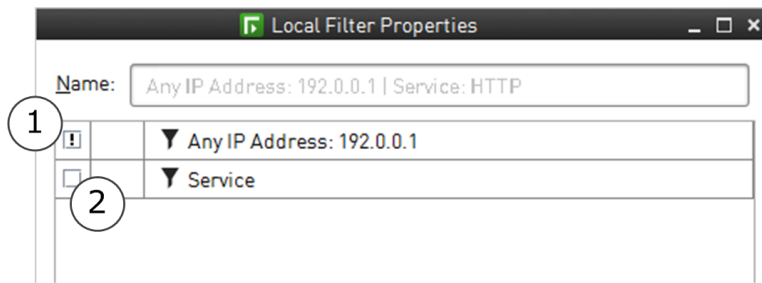 Local Filter Properties
Name: Any IP Address: 192.0.0.1 | Service: HTTP
1
! Any IP Address: 192.0.0.1
Service
2